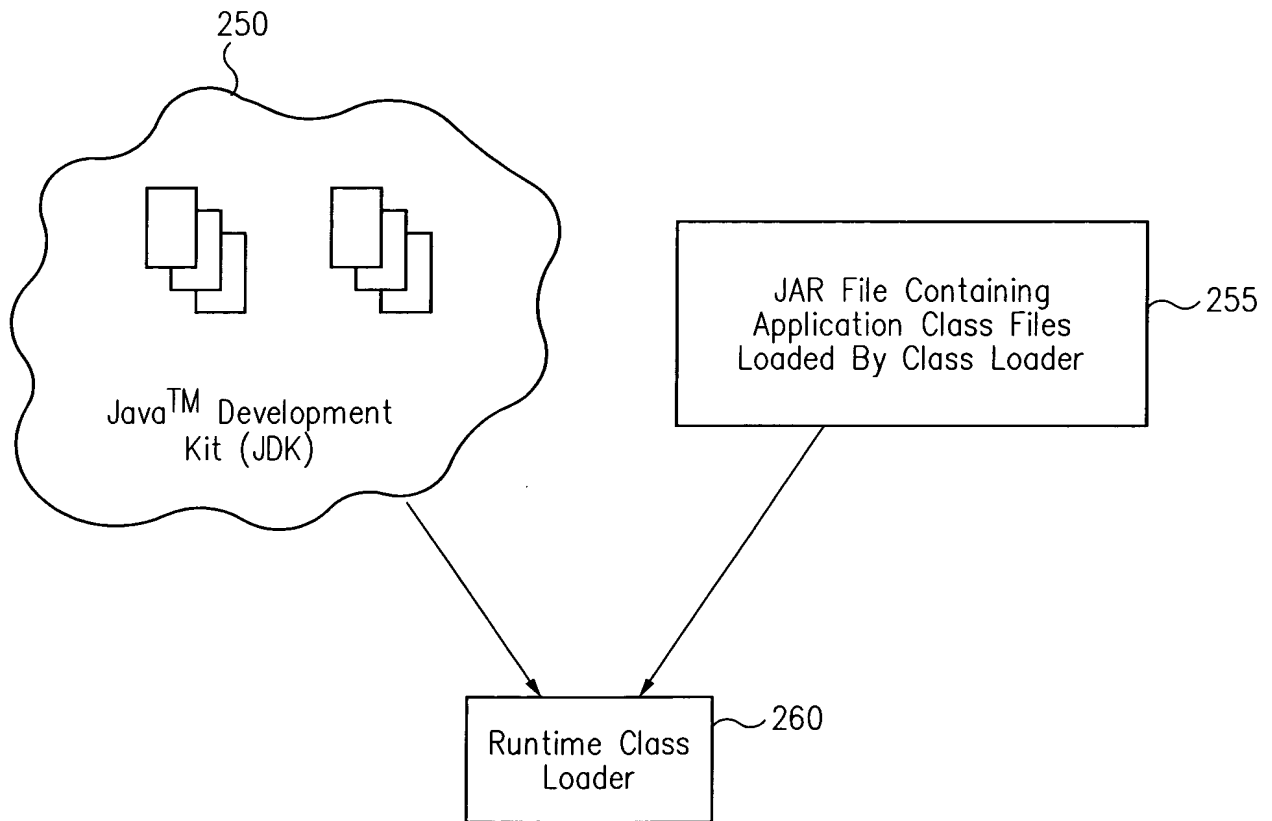 250
Java™ Development
Kit (JDK)
JAR File Containing
Application Class Files
Loaded By Class Loader
255
Runtime Class
Loader
260